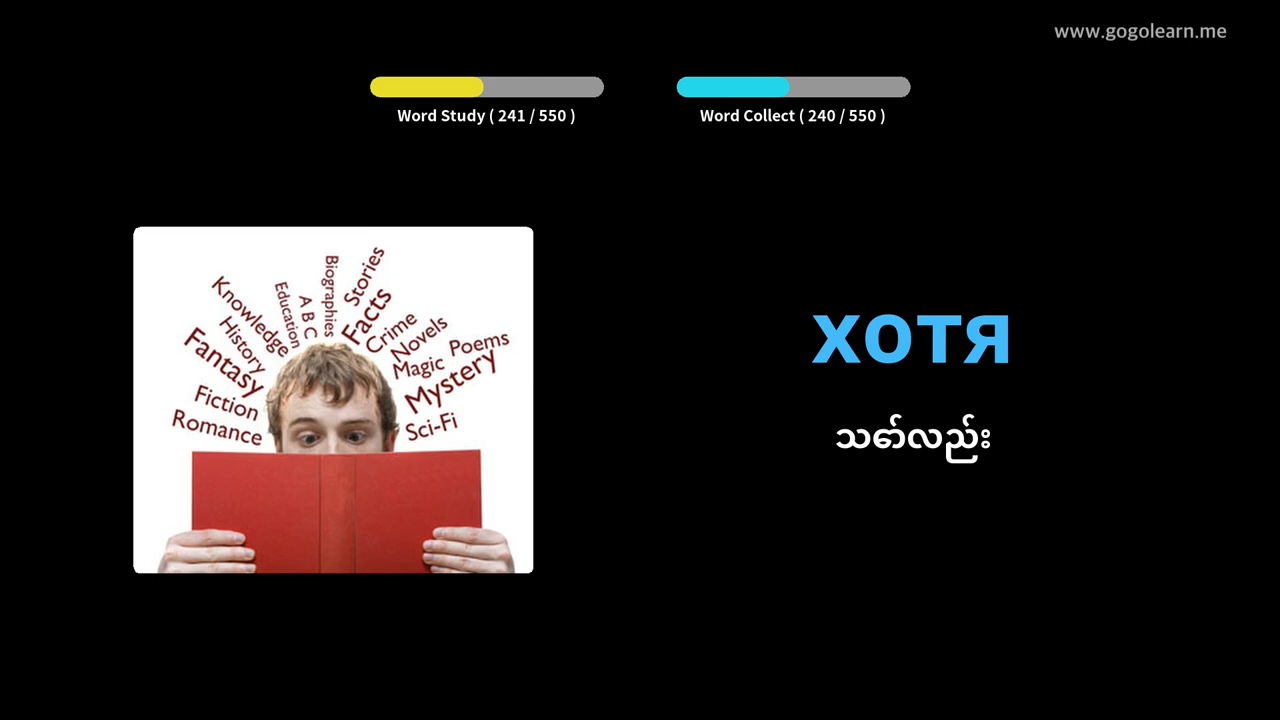 www.gogolearn.me
Word Study ( 241 / 550 )
Word Collect ( 240 / 550 )
Biographies
Stories
Knowledge
Education
A B C
Facts
Crime
History
Novels
Poems
Fantasy
Magic
Mystery
Fiction
Romance
Sci-Fi
хотя
သော်လည်း